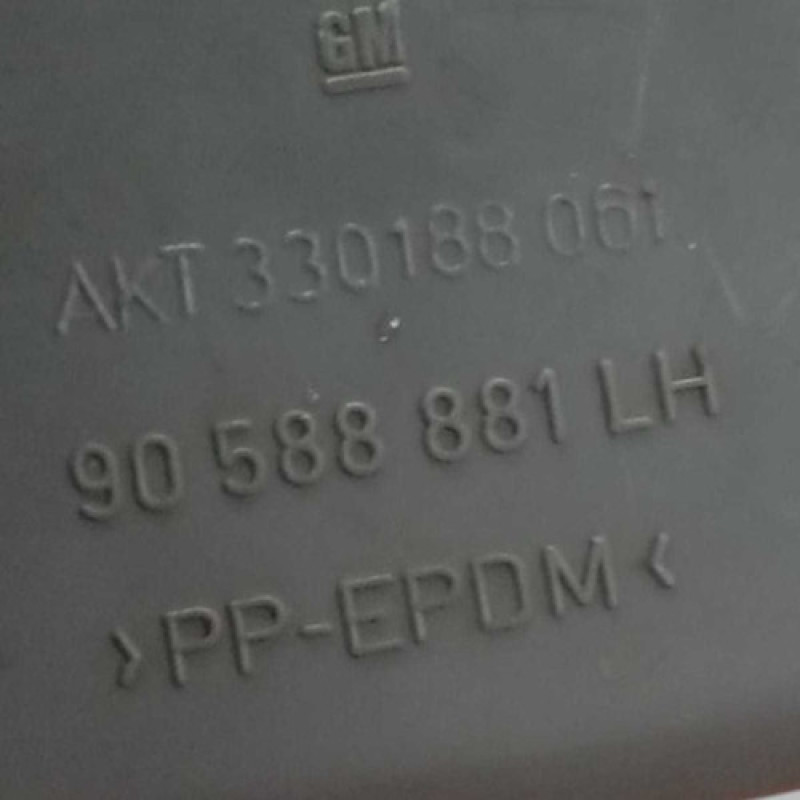 GM
AKT 330188 061
90 588 881 LH
>PP-EPDM<